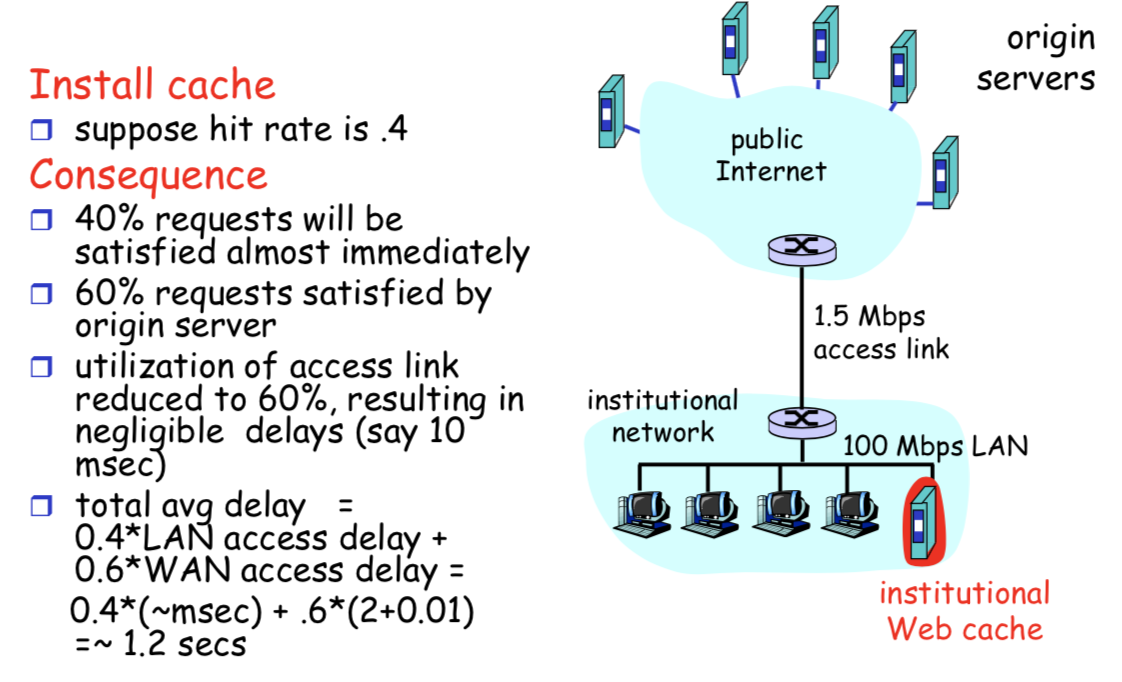 Install cache
suppose hit rate is .4
Consequence
40% requests will be
satisfied almost immediately
60% requests satisfied by
origin server
utilization of access link
reduced to 60%, resulting in
negligible delays (say 10
msec)
total avg delay =
0.4*LAN access delay +
0.6*WAN access delay =
0.4*(~msec) + .6*(2+0.01)
=~ 1.2 secs
origin
servers
public
Internet
1.5 Mbps
access link
institutional
network
100 Mbps LAN
institutional
Web cache